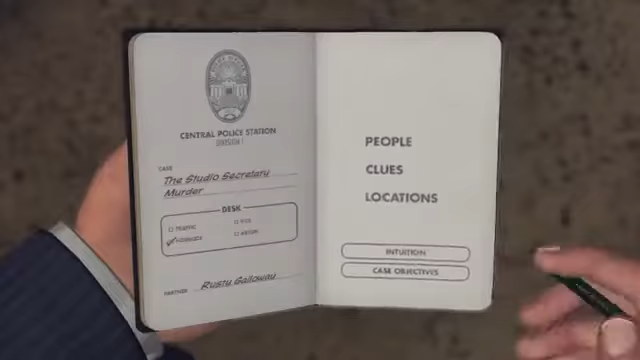 CENTRAL POLICE STATION
DIVISION 1
CASE
The Studio Secretary
Murder
DESK
TRAFFIC
VICE
HOMICIDE
ARSON
PARTNER
Rusty Galloway
PEOPLE
CLUES
LOCATIONS
INTUITION
CASE OBJECTIVES